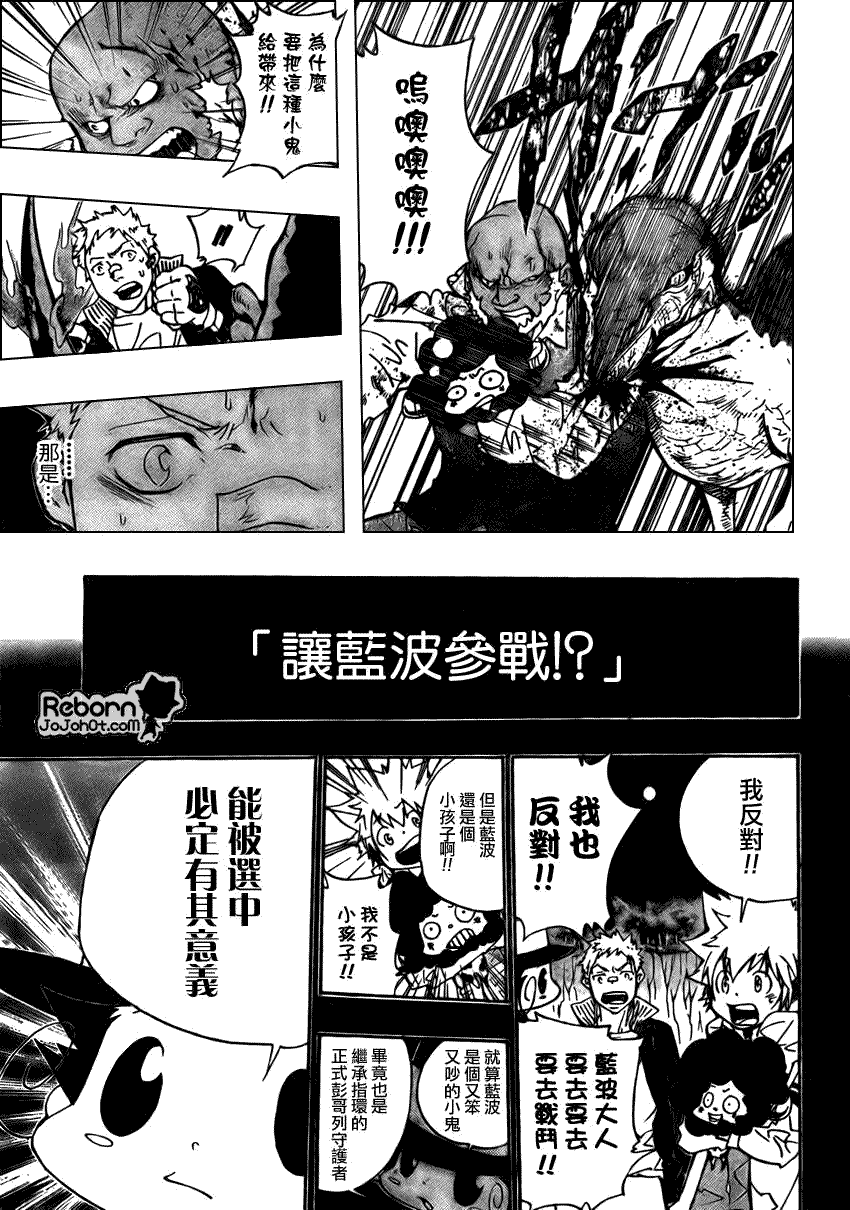 嗚噢噢噢!!!
為什麼
要把這種小鬼
給帶來!!
……
那是…
「讓藍波參戰!?」
Reborn
JoJoHOt.com
我反對!!
我也
反對!!
藍波大人
要去要去
要去戰鬥!!
但是藍波
還是個
小孩子啊!!
我不是
小孩子!!
就算藍波
是個又笨
又吵的小鬼
畢竟也是
繼承指環的
正式彭哥列守護者
能被選中
必定有其意義